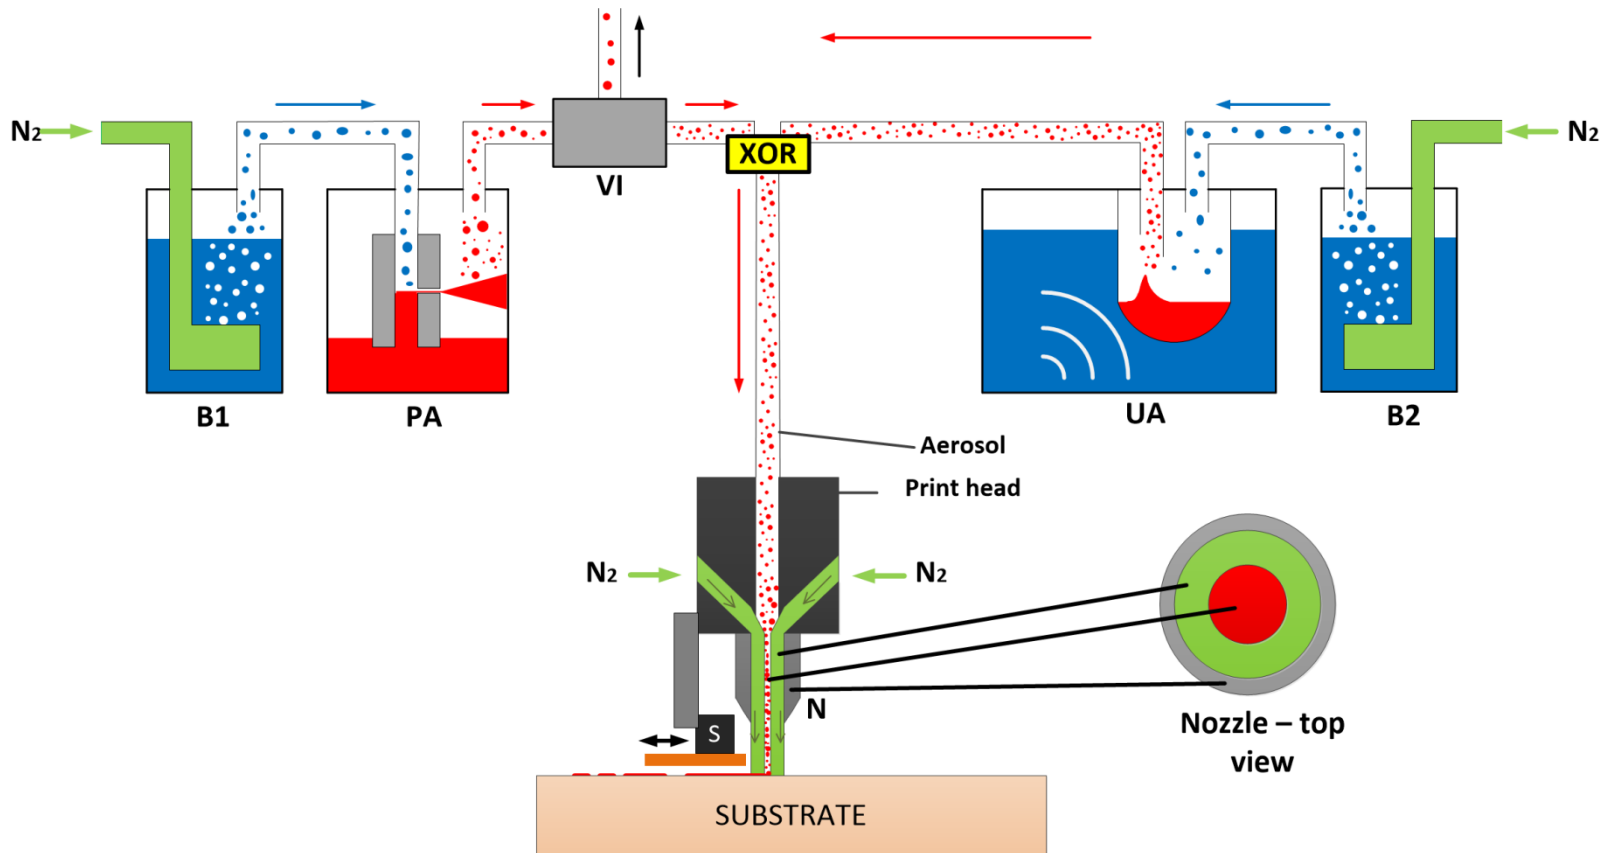 N2
N2
XOR
VI
B1
PA
UA
B2
Aerosol
Print head
N2
N2
N
S
Nozzle – top
view
SUBSTRATE